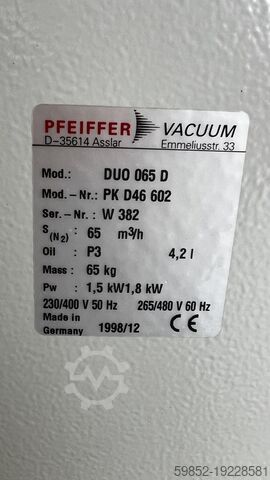 PFEIFFER VACUUM
D-35614 Asslar Emmeliusstr. 33
Mod.: DUO 065 D
Mod.-Nr.: PK D46 602
Ser.-Nr.: W 382
S(N2) : 65 m³/h
Oil : P3 4,2 l
Mass : 65 kg
Pw : 1,5 kW1,8 kW
230/400 V 50 Hz 265/480 V 60 Hz
Made in
Germany 1998/12 CE
59852-19228581